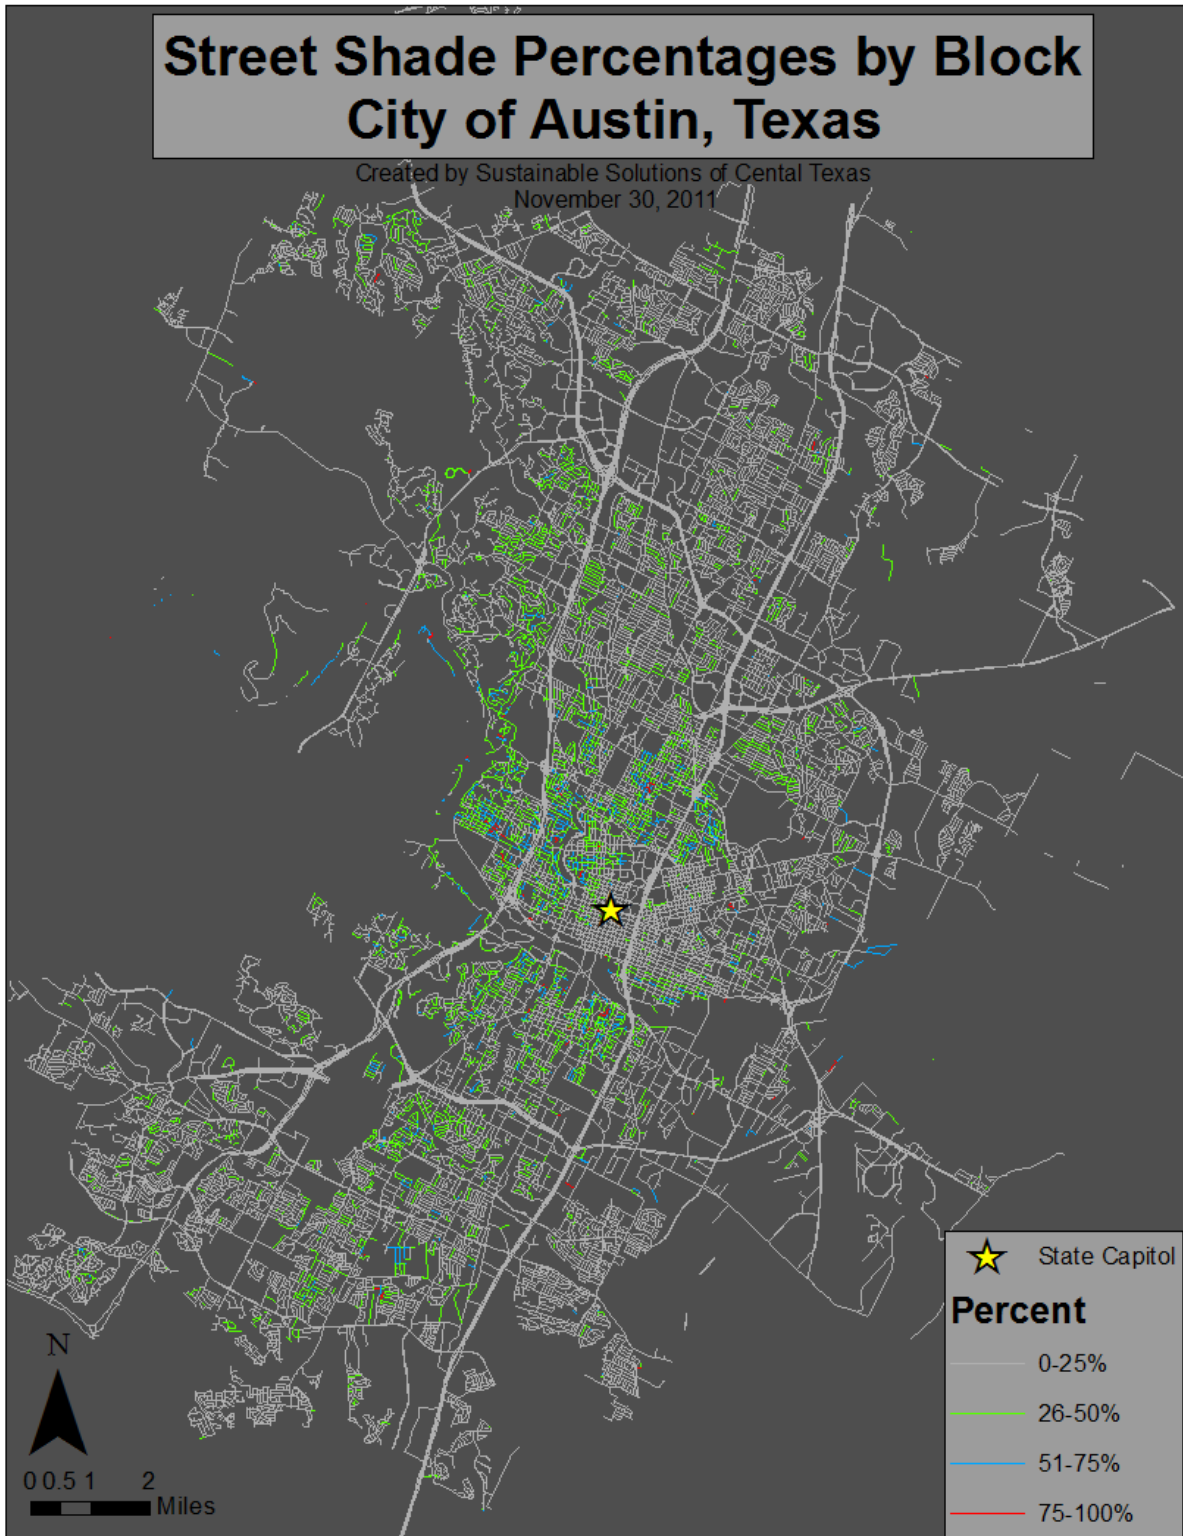 Street Shade Percentages by Block
City of Austin, Texas
Created by Sustainable Solutions of Cental Texas
November 30, 2011
State Capitol
Percent
0-25%
26-50%
51-75%
75-100%
N
0 0.5 1 2
Miles